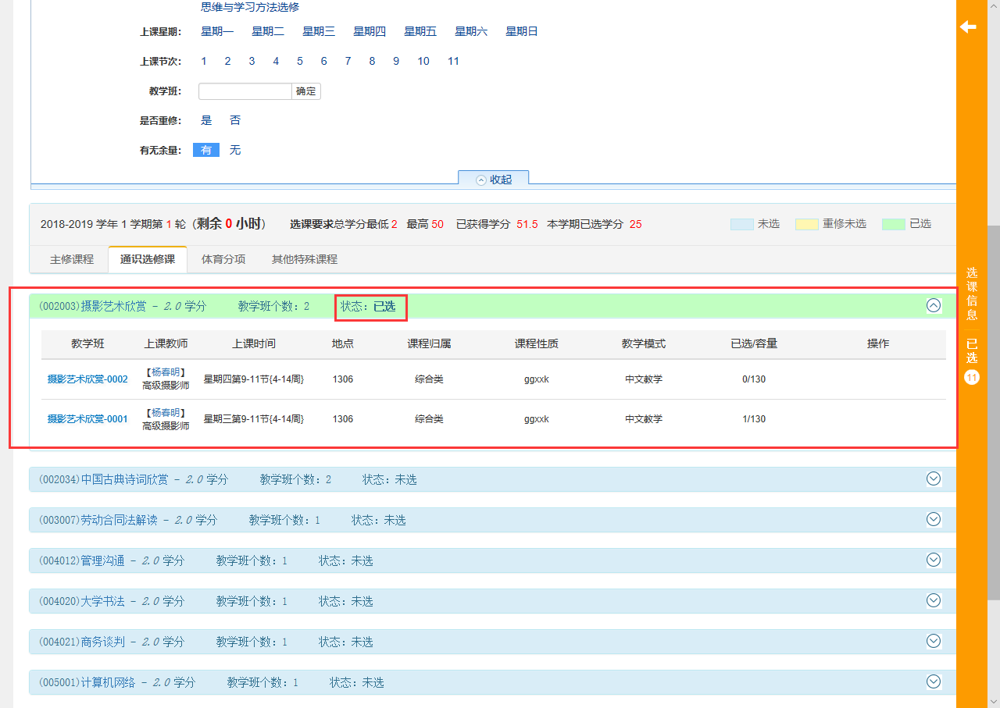 思维与学习方法选修
上课星期： 星期一 星期二 星期三 星期四 星期五 星期六 星期日
上课节次： 1 2 3 4 5 6 7 8 9 10 11
教学班： 确定
是否重修： 是 否
有无余量： 有 无
收起
2018-2019 学年 1 学期第 1 轮（剩余 0 小时） 选课要求总学分最低 2 最高 50 已获得学分 51.5 本学期已选学分 25 未选 重修未选 已选
主修课程 通识选修课 体育分项 其他特殊课程
(002003)摄影艺术欣赏 - 2.0 学分 教学班个数：2 状态：已选
教学班 上课教师 上课时间 地点 课程归属 课程性质 教学模式 已选/容量 操作
摄影艺术欣赏-0002 【杨春明】 高级摄影师 星期四第9-11节{4-14周} 1306 综合类 ggxxk 中文教学 0/130
摄影艺术欣赏-0001 【杨春明】 高级摄影师 星期三第9-11节{4-14周} 1306 综合类 ggxxk 中文教学 1/130
(002034)中国古典诗词欣赏 - 2.0 学分 教学班个数：2 状态：未选
(003007)劳动合同法解读 - 2.0 学分 教学班个数：1 状态：未选
(004012)管理沟通 - 2.0 学分 教学班个数：1 状态：未选
(004020)大学书法 - 2.0 学分 教学班个数：1 状态：未选
(004021)商务谈判 - 2.0 学分 教学班个数：1 状态：未选
(005001)计算机网络 - 2.0 学分 教学班个数：1 状态：未选
选课信息
已选
11